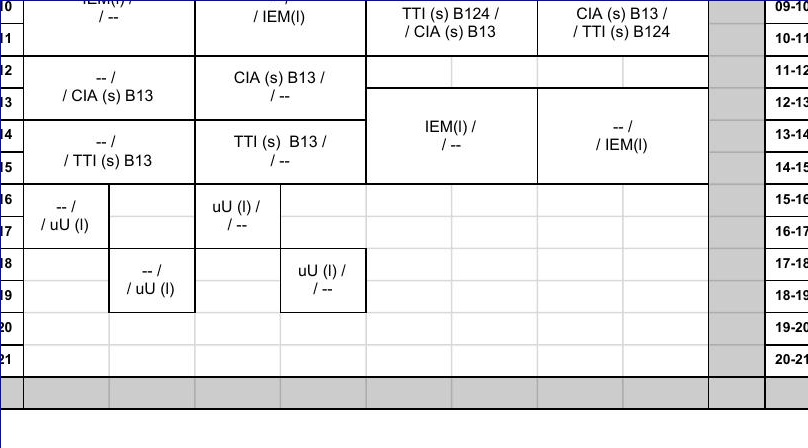 10
IEM(l) /
/ --
/
/ IEM(l)
TTI (s) B124 /
/ CIA (s) B13
CIA (s) B13 /
/ TTI (s) B124
09-10
11
10-11
12
-- /
/ CIA (s) B13
CIA (s) B13 /
/ --
11-12
13
IEM(l) /
/ --
-- /
/ IEM(l)
12-13
14
-- /
/ TTI (s) B13
TTI (s) B13 /
/ --
13-14
15
14-15
16
-- /
/ uU (l)
uU (l) /
/ --
15-16
17
16-17
18
-- /
/ uU (l)
uU (l) /
/ --
17-18
19
18-19
20
19-20
21
20-21